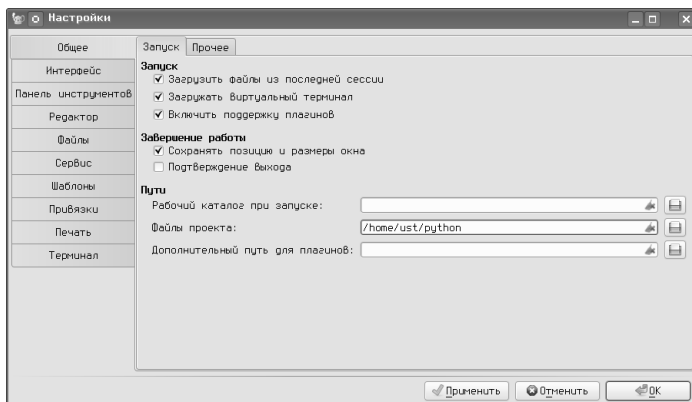 Настройки
Общее
Интерфейс
Панель инструментов
Редактор
Файлы
Сервис
Шаблоны
Привязки
Печать
Терминал
Запуск Прочее
Запуск
Загрузить файлы из последней сессии
Загружать виртуальный терминал
Включить поддержку плагинов
Завершение работы
Сохранять позицию и размеры окна
Подтверждение выхода
Пути
Рабочий каталог при запуске:
Файлы проекта: /home/ust/python
Дополнительный путь для плагинов:
Применить Отменить OK